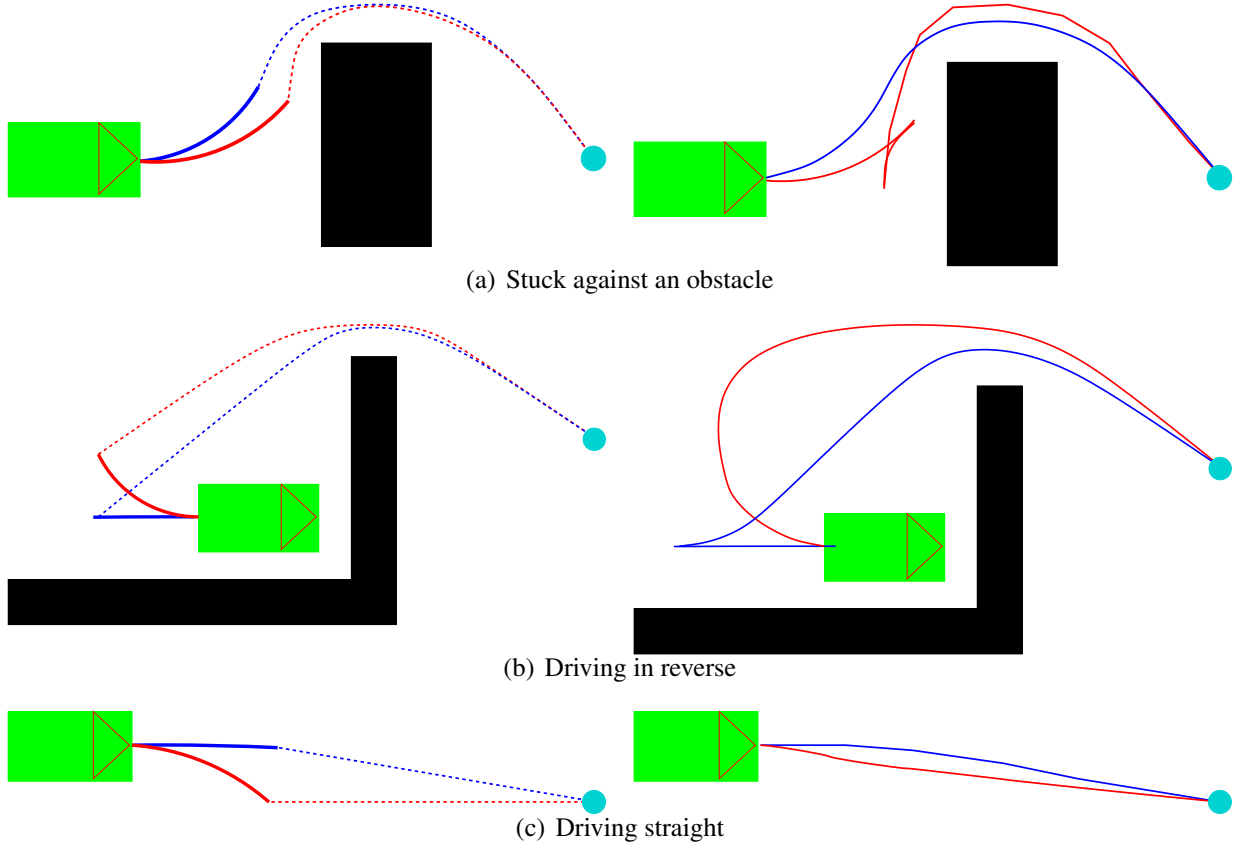 (a) Stuck against an obstacle
(b) Driving in reverse
(c) Driving straight